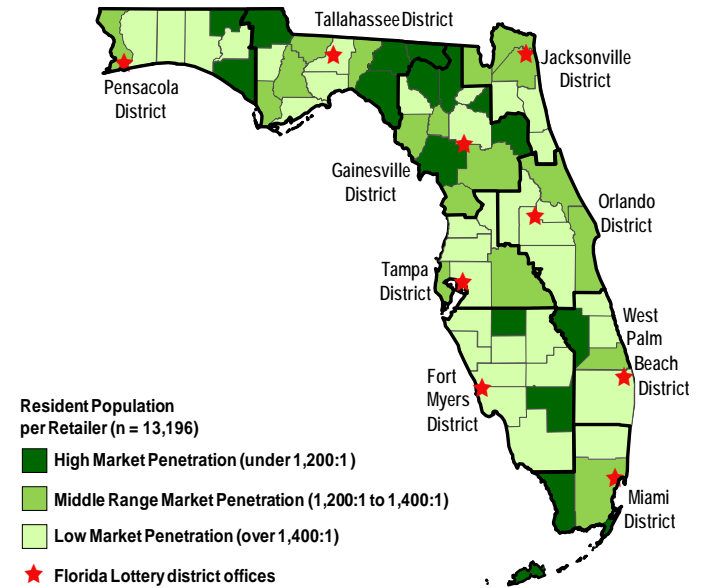 Tallahassee District
Pensacola
District
Jacksonville
District
Gainesville
District
Orlando
District
Tampa
District
West
Palm
Beach
District
Fort
Myers
District
Miami
District
Resident Population
per Retailer (n = 13,196)
High Market Penetration (under 1,200:1)
Middle Range Market Penetration (1,200:1 to 1,400:1)
Low Market Penetration (over 1,400:1)
Florida Lottery district offices